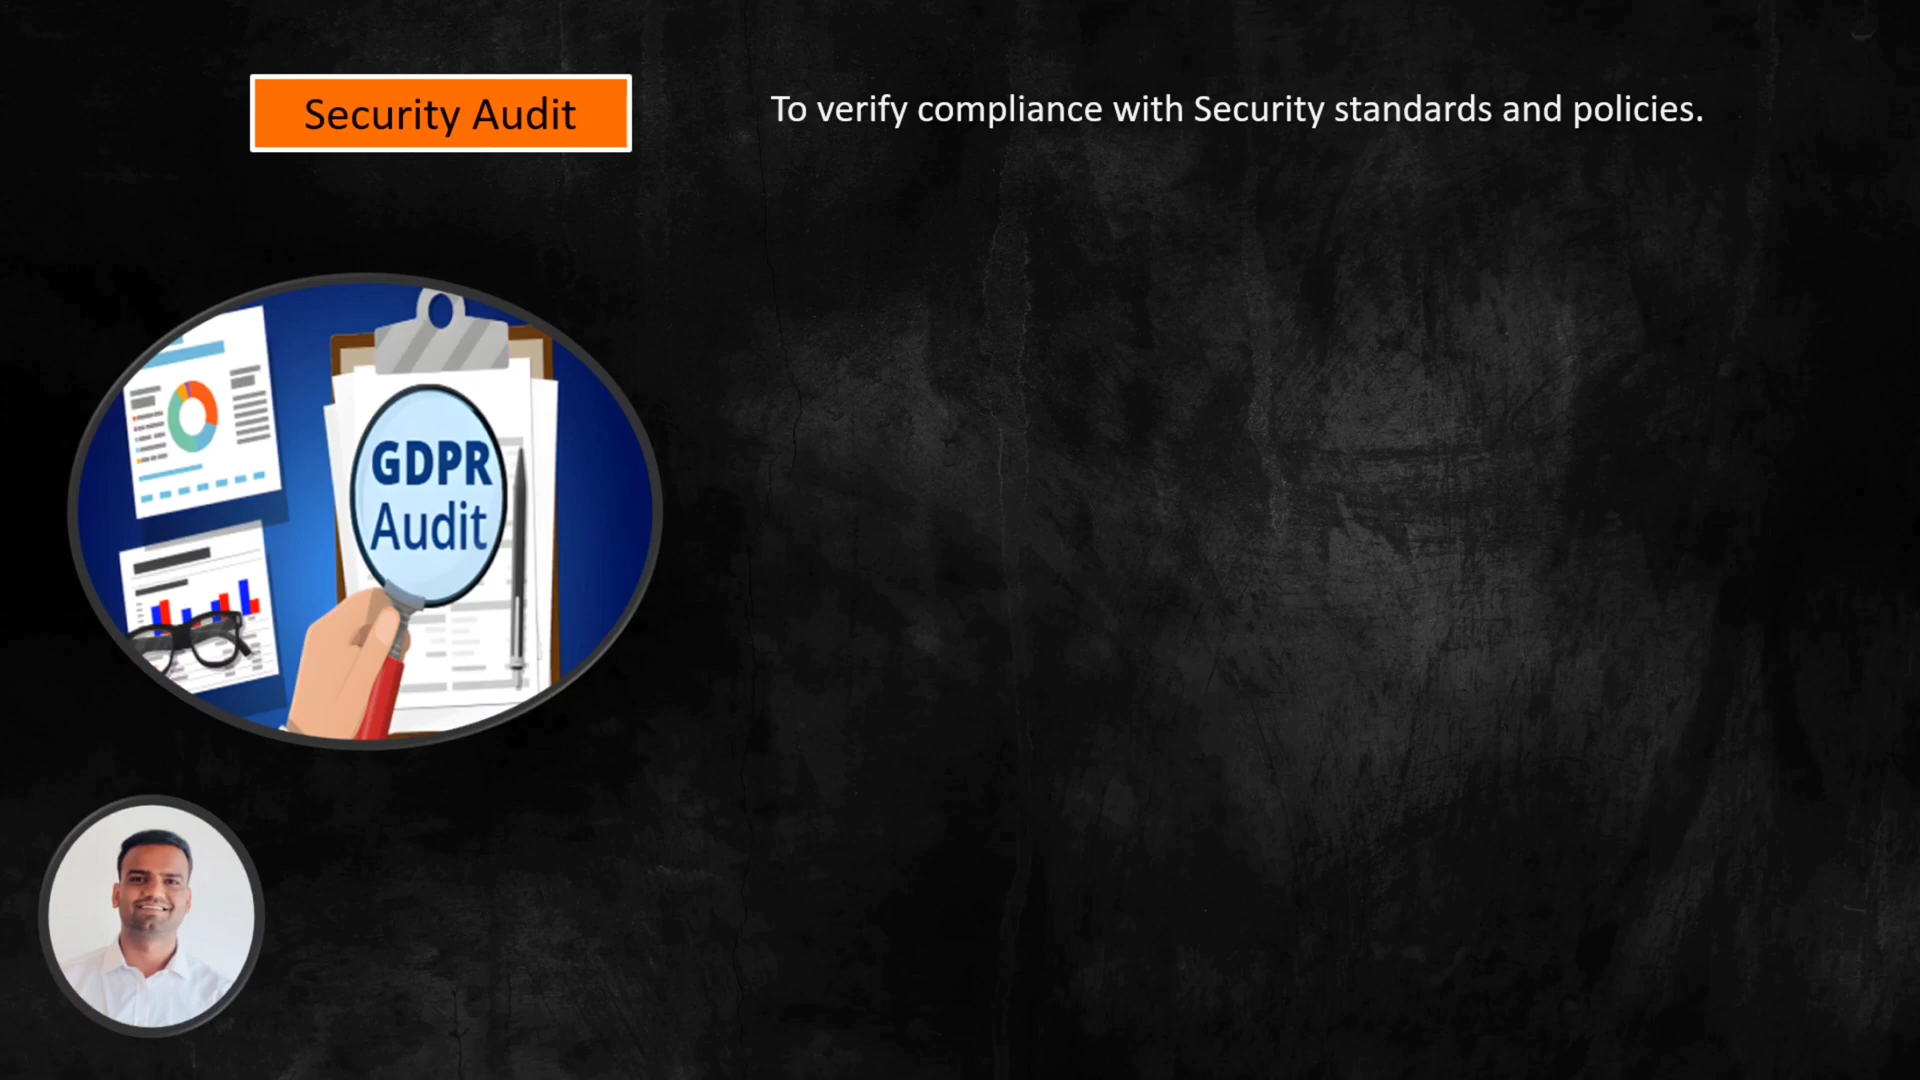 Security Audit
To verify compliance with Security standards and policies.
GDPR
Audit